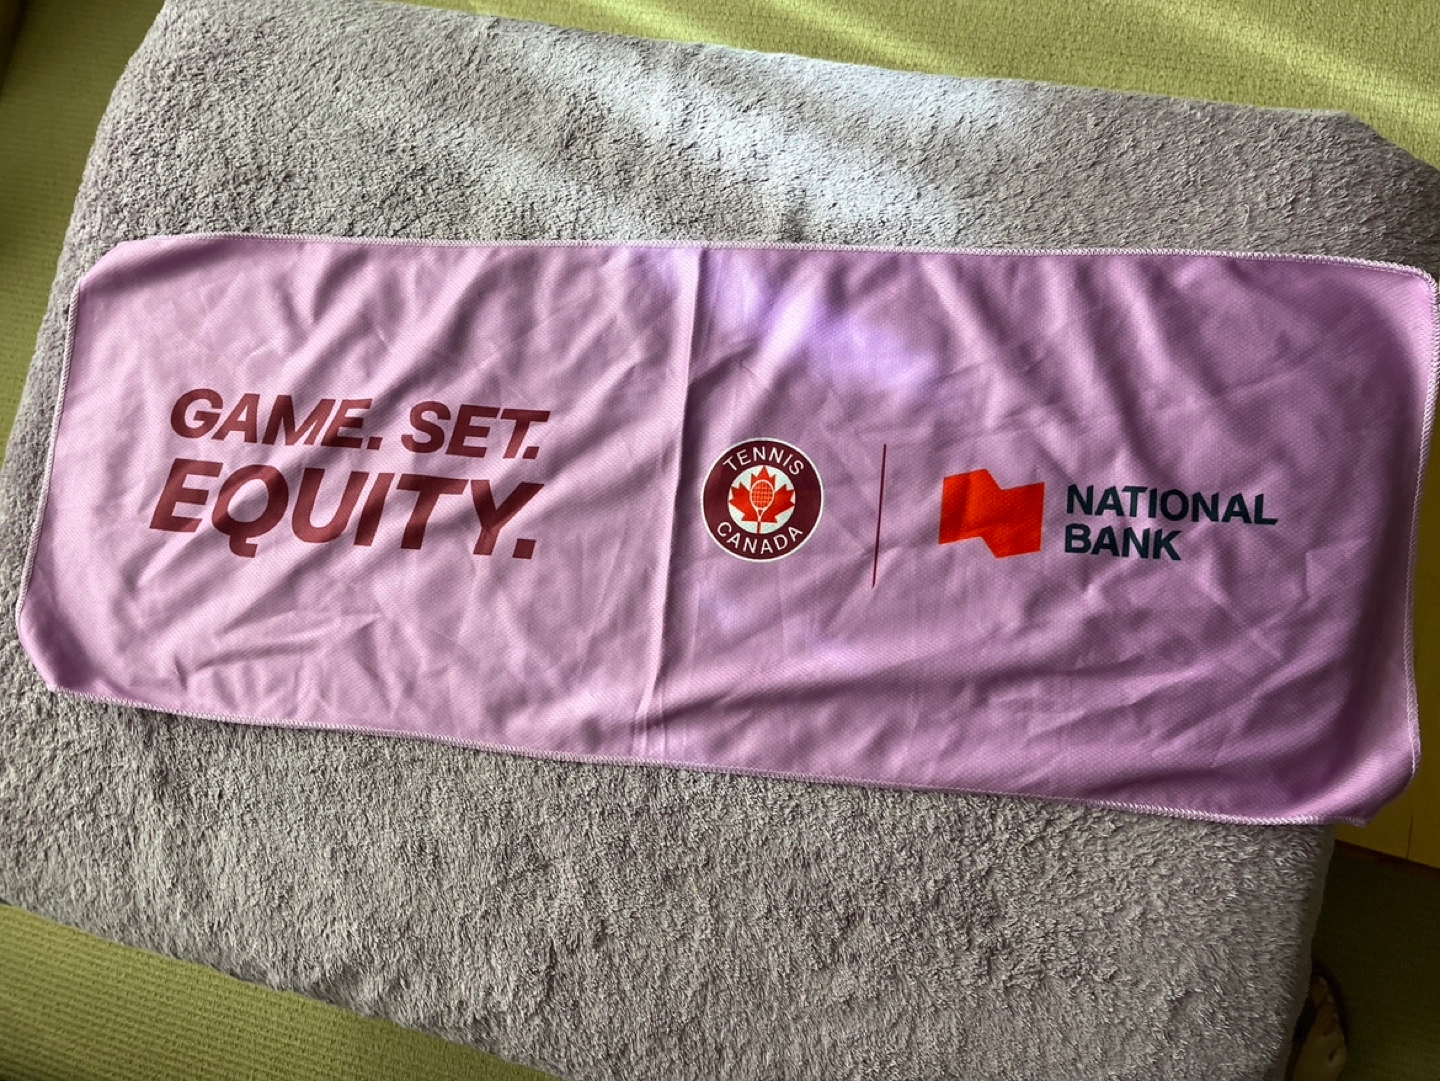 GAME. SET.
EQUITY.
TENNIS
CANADA
NATIONAL
BANK